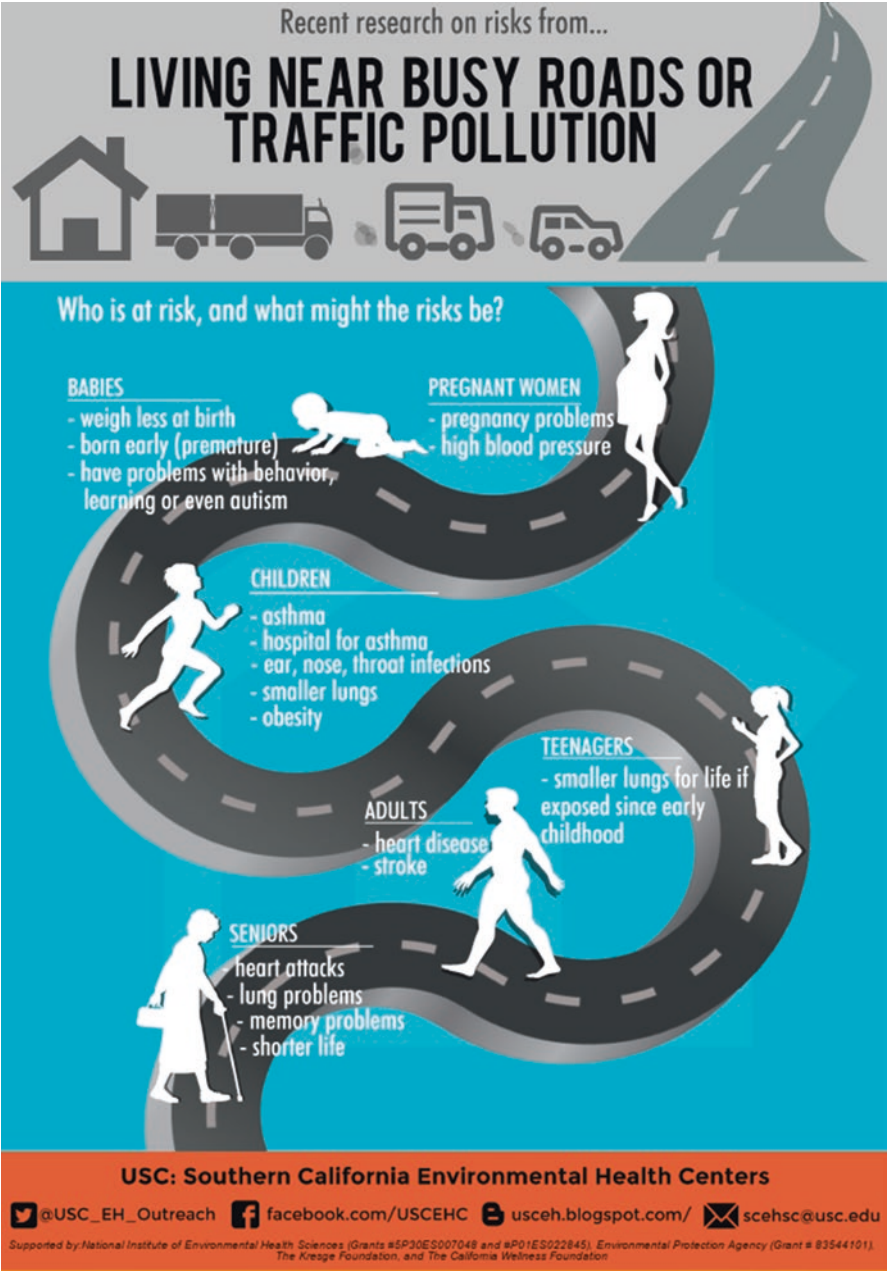 Recent research on risks from...
LIVING NEAR BUSY ROADS OR
TRAFFIC POLLUTION
Who is at risk, and what might the risks be?
PREGNANT WOMEN
- pregnancy problems
- high blood pressure
BABIES
- weigh less at birth
- born early (premature)
- have problems with behavior,
learning or even autism
CHILDREN
- asthma
- hospital for asthma
- ear, nose, throat infections
- smaller lungs
- obesity
TEENAGERS
- smaller lungs for life if
exposed since early
childhood
ADULTS
- heart disease
- stroke
SENIORS
- heart attacks
- lung problems
- memory problems
- shorter life
USC: Southern California Environmental Health Centers
@USC_EH_Outreach facebook.com/USCEHC usceh.blogspot.com/ scehsc@usc.edu
Supported by:National Institute of Environmental Health Sciences (Grants #5P30ES007048 and #P01ES022845), Environmental Protection Agency (Grant # 83544101),
The Kresge Foundation, and The California Wellness Foundation